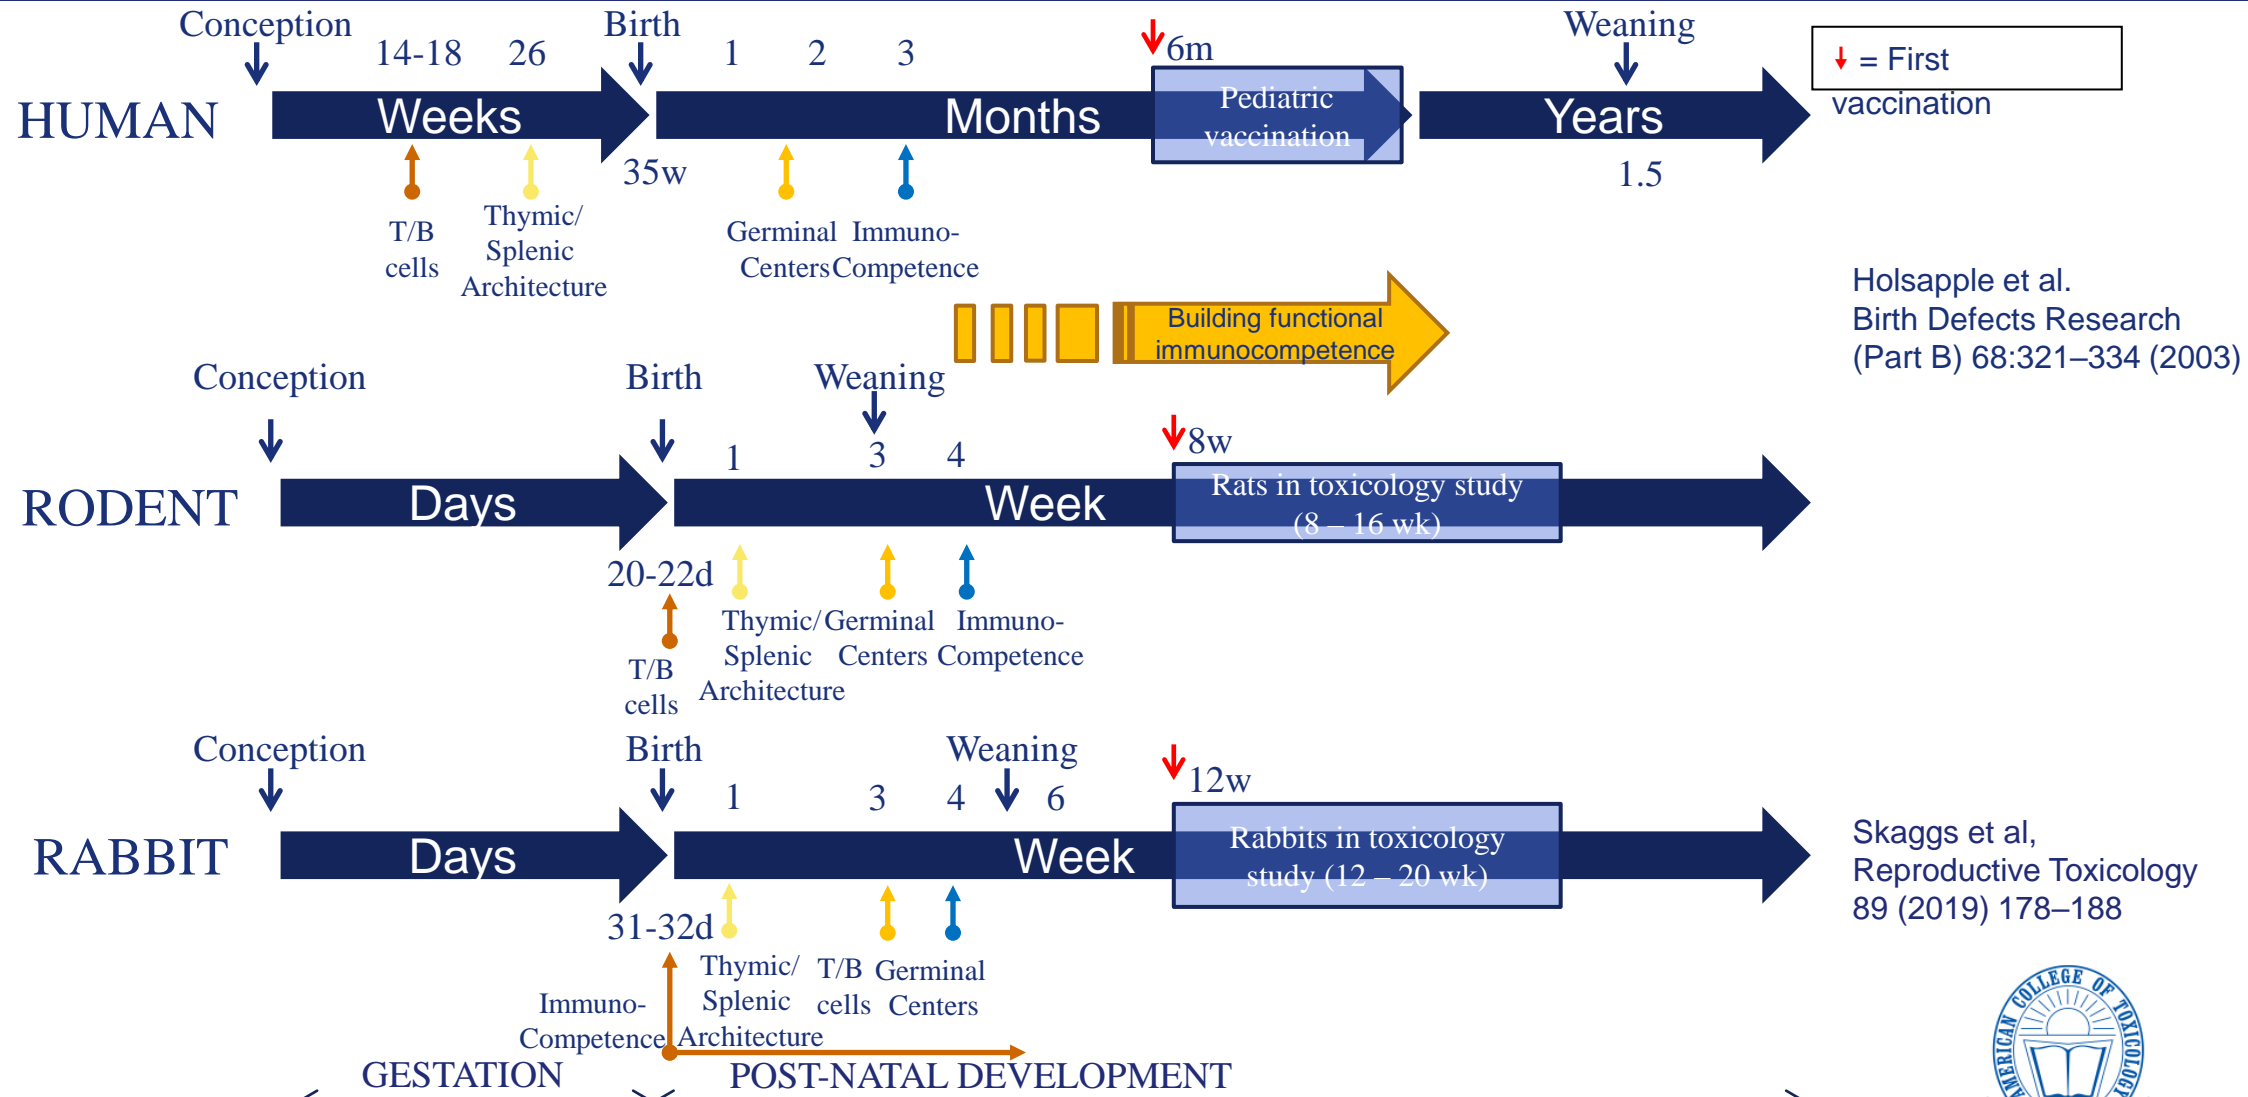 Conception
Birth
Weaning
14-18
26
1
2
3
6m
↓ = First
vaccination
HUMAN
Weeks
Months
Pediatric
vaccination
Years
35w
1.5
T/B
cells
Thymic/
Splenic
Architecture
Germinal
Centers
Immuno-
Competence
Building functional
immunocompetence
Holsapple et al.
Birth Defects Research
(Part B) 68:321–334 (2003)
Conception
Birth
Weaning
1
3
4
8w
RODENT
Days
Week
Rats in toxicology study
(8 – 16 wk)
20-22d
T/B
cells
Thymic/
Splenic
Architecture
Germinal
Centers
Immuno-
Competence
Conception
Birth
Weaning
1
3
4
6
12w
RABBIT
Days
Week
Rabbits in toxicology
study (12 – 20 wk)
Skaggs et al,
Reproductive Toxicology
89 (2019) 178–188
31-32d
Immuno-
Competence
Thymic/
Splenic
Architecture
T/B
cells
Germinal
Centers
GESTATION
POST-NATAL DEVELOPMENT
AMERICAN COLLEGE OF TOXICOLOGY